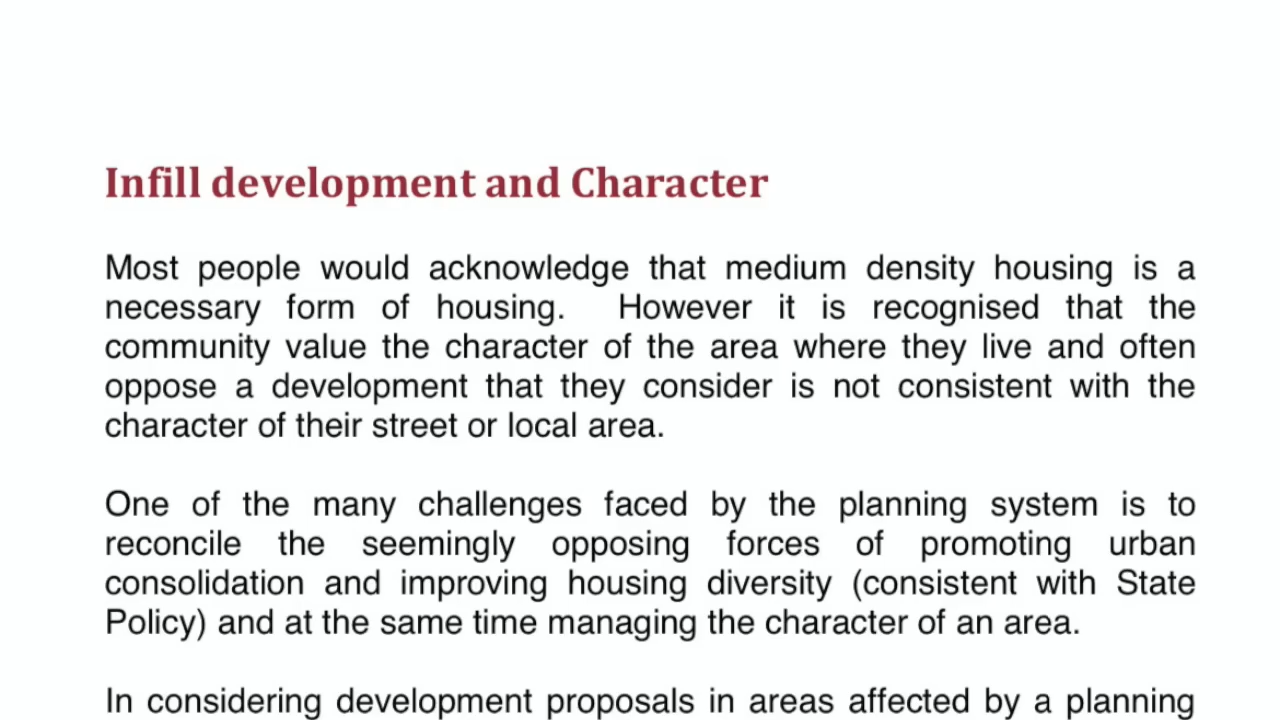 Infill development and Character
Most people would acknowledge that medium density housing is a
necessary form of housing. However it is recognised that the
community value the character of the area where they live and often
oppose a development that they consider is not consistent with the
character of their street or local area.
One of the many challenges faced by the planning system is to
reconcile the seemingly opposing forces of promoting urban
consolidation and improving housing diversity (consistent with State
Policy) and at the same time managing the character of an area.
In considering development proposals in areas affected by a planning